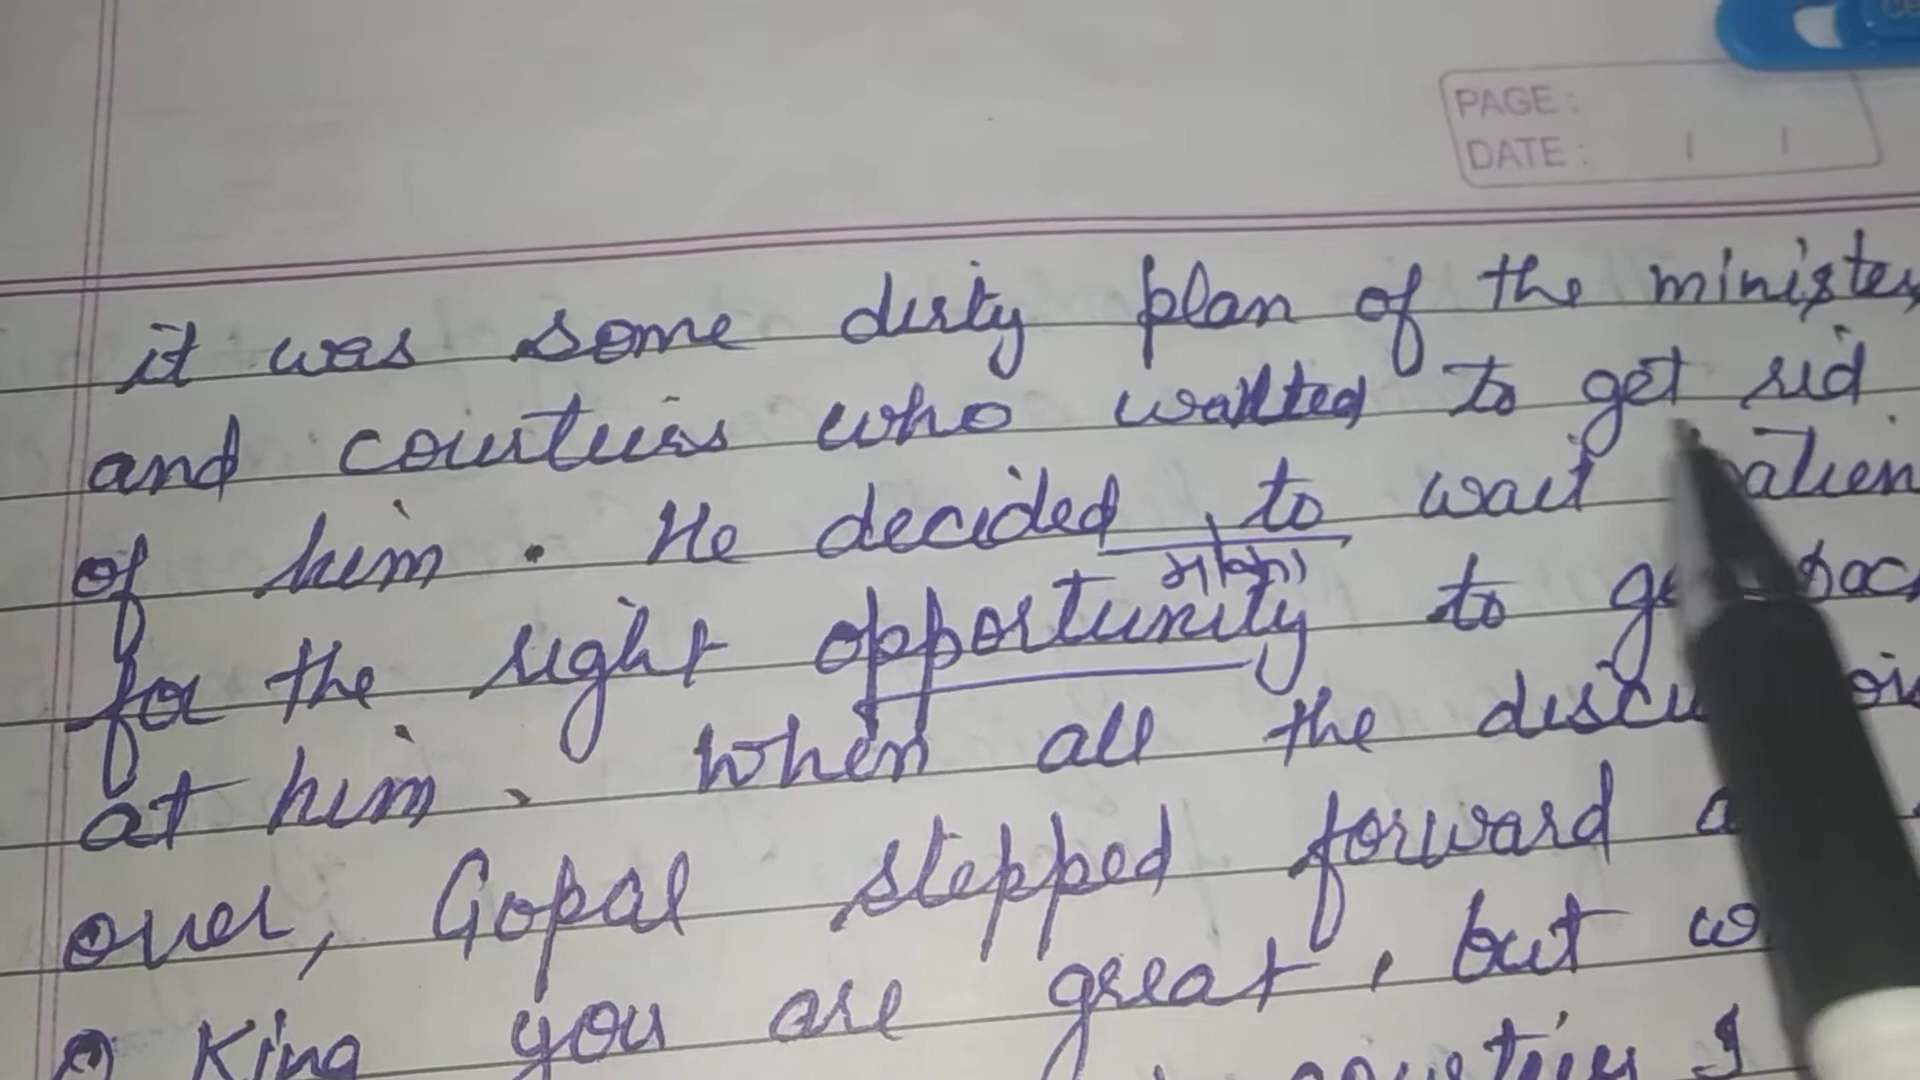 PAGE:
DATE: / /
it was some dirty plan of the minister
and courtiers who wanted to get rid
of him. He decided to wait
मौका
for the right opportunity to
at him. When all the
over, Gopal stepped forward
O King you are great, but
I